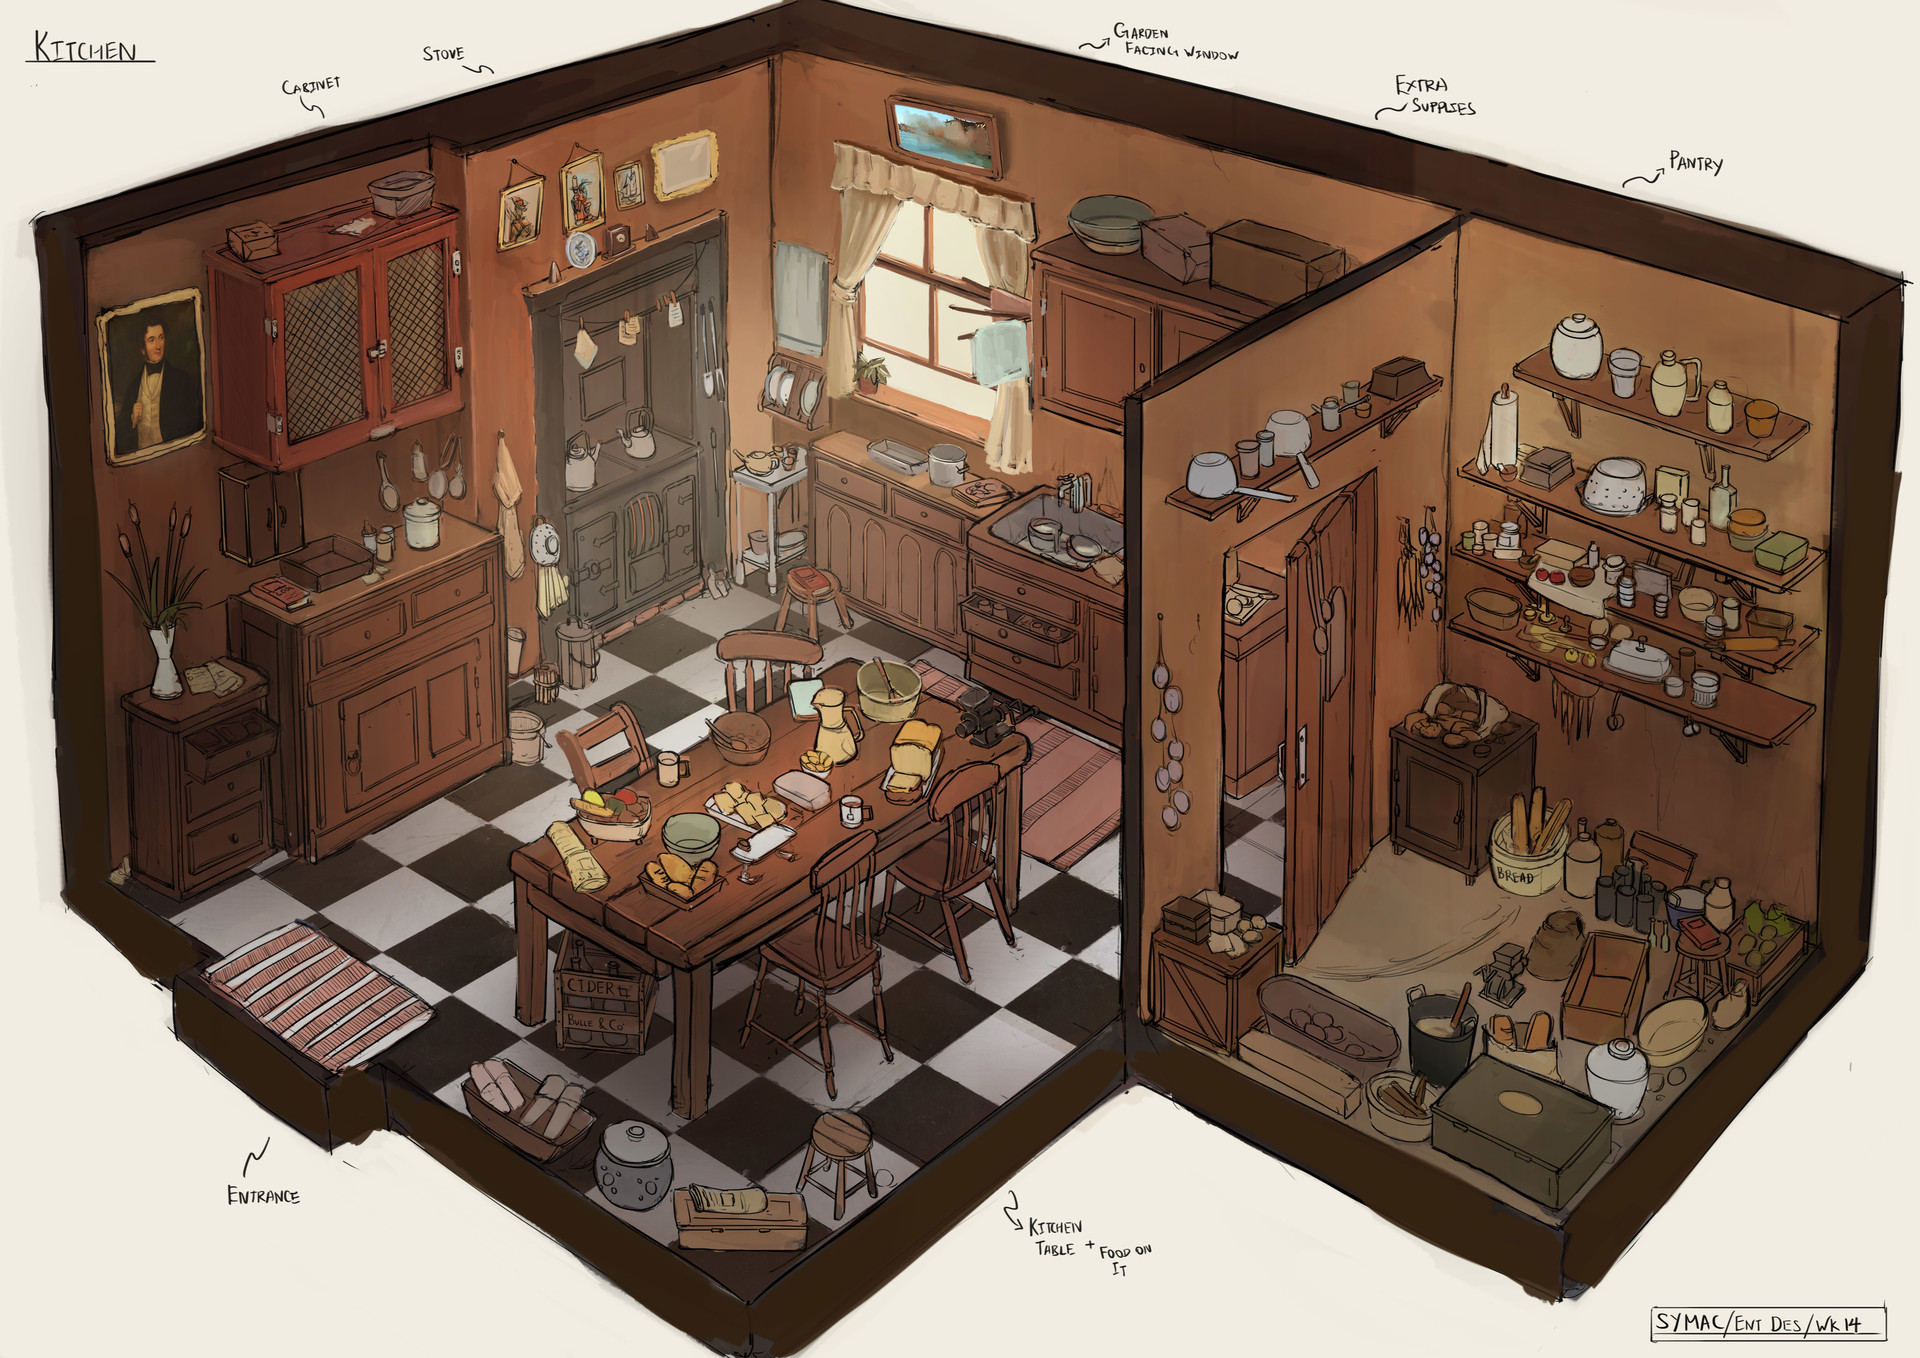 KITCHEN
CABINET
STOVE
GARDEN
FACING WINDOW
EXTRA
SUPPLIES
PANTRY
BREAD
CIDER
BULLE & CO
ENTRANCE
KITCHEN
TABLE + FOOD ON
IT
SYMAC/ENT DES/WK 14